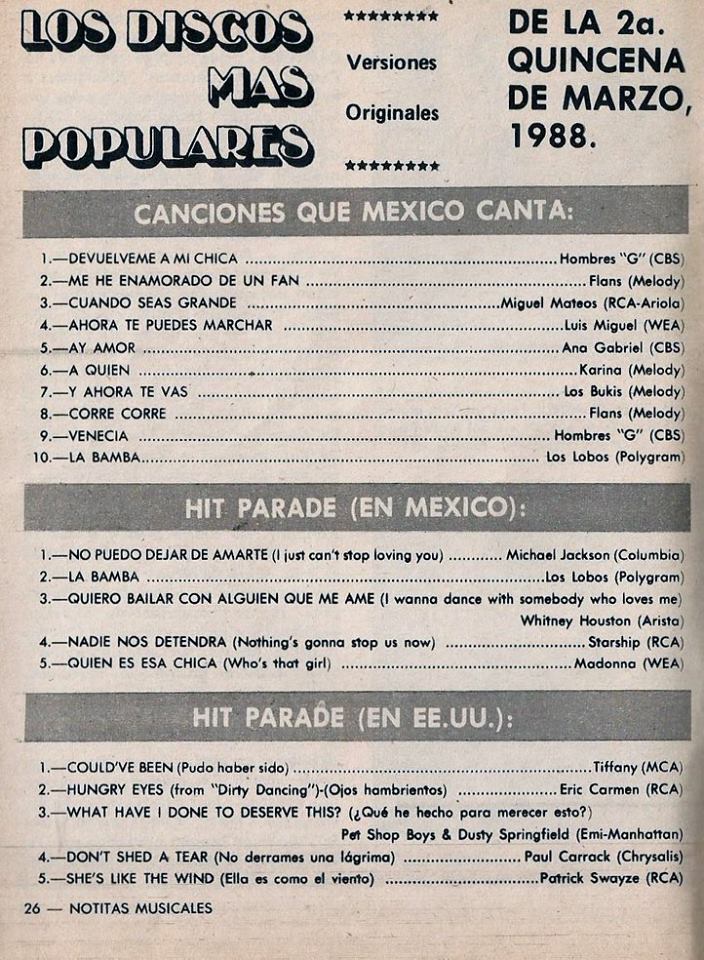 LOS DISCOS
MAS
POPULARES
★★★★★★★★
Versiones
Originales
★★★★★★★★
DE LA 2a.
QUINCENA
DE MARZO,
1988.
CANCIONES QUE MEXICO CANTA:
1.—DEVUELVEME A MI CHICA ........ Hombres "G" (CBS)
2.—ME HE ENAMORADO DE UN FAN ........ Flans (Melody)
3.—CUANDO SEAS GRANDE ........ Miguel Mateos (RCA-Ariola)
4.—AHORA TE PUEDES MARCHAR ........ Luis Miguel (WEA)
5.—AY AMOR ........ Ana Gabriel (CBS)
6.—A QUIEN ........ Karina (Melody)
7.—Y AHORA TE VAS ........ Los Bukis (Melody)
8.—CORRE CORRE ........ Flans (Melody)
9.—VENECIA ........ Hombres "G" (CBS)
10.—LA BAMBA ........ Los Lobos (Polygram)
HIT PARADE (EN MEXICO):
1.—NO PUEDO DEJAR DE AMARTE (I just can't stop loving you) ........ Michael Jackson (Columbia)
2.—LA BAMBA ........ Los Lobos (Polygram)
3.—QUIERO BAILAR CON ALGUIEN QUE ME AME (I wanna dance with somebody who loves me)
Whitney Houston (Arista)
4.—NADIE NOS DETENDRA (Nothing's gonna stop us now) ........ Starship (RCA)
5.—QUIEN ES ESA CHICA (Who's that girl) ........ Madonna (WEA)
HIT PARADE (EN EE.UU.):
1.—COULD'VE BEEN (Pudo haber sido) ........ Tiffany (MCA)
2.—HUNGRY EYES (from "Dirty Dancing")-(Ojos hambrientos) ........ Eric Carmen (RCA)
3.—WHAT HAVE I DONE TO DESERVE THIS? (¿Qué he hecho para merecer esto?)
Pet Shop Boys & Dusty Springfield (Emi-Manhattan)
4.—DON'T SHED A TEAR (No derrames una lágrima) ........ Paul Carrack (Chrysalis)
5.—SHE'S LIKE THE WIND (Ella es como el viento) ........ Patrick Swayze (RCA)
26 — NOTITAS MUSICALES